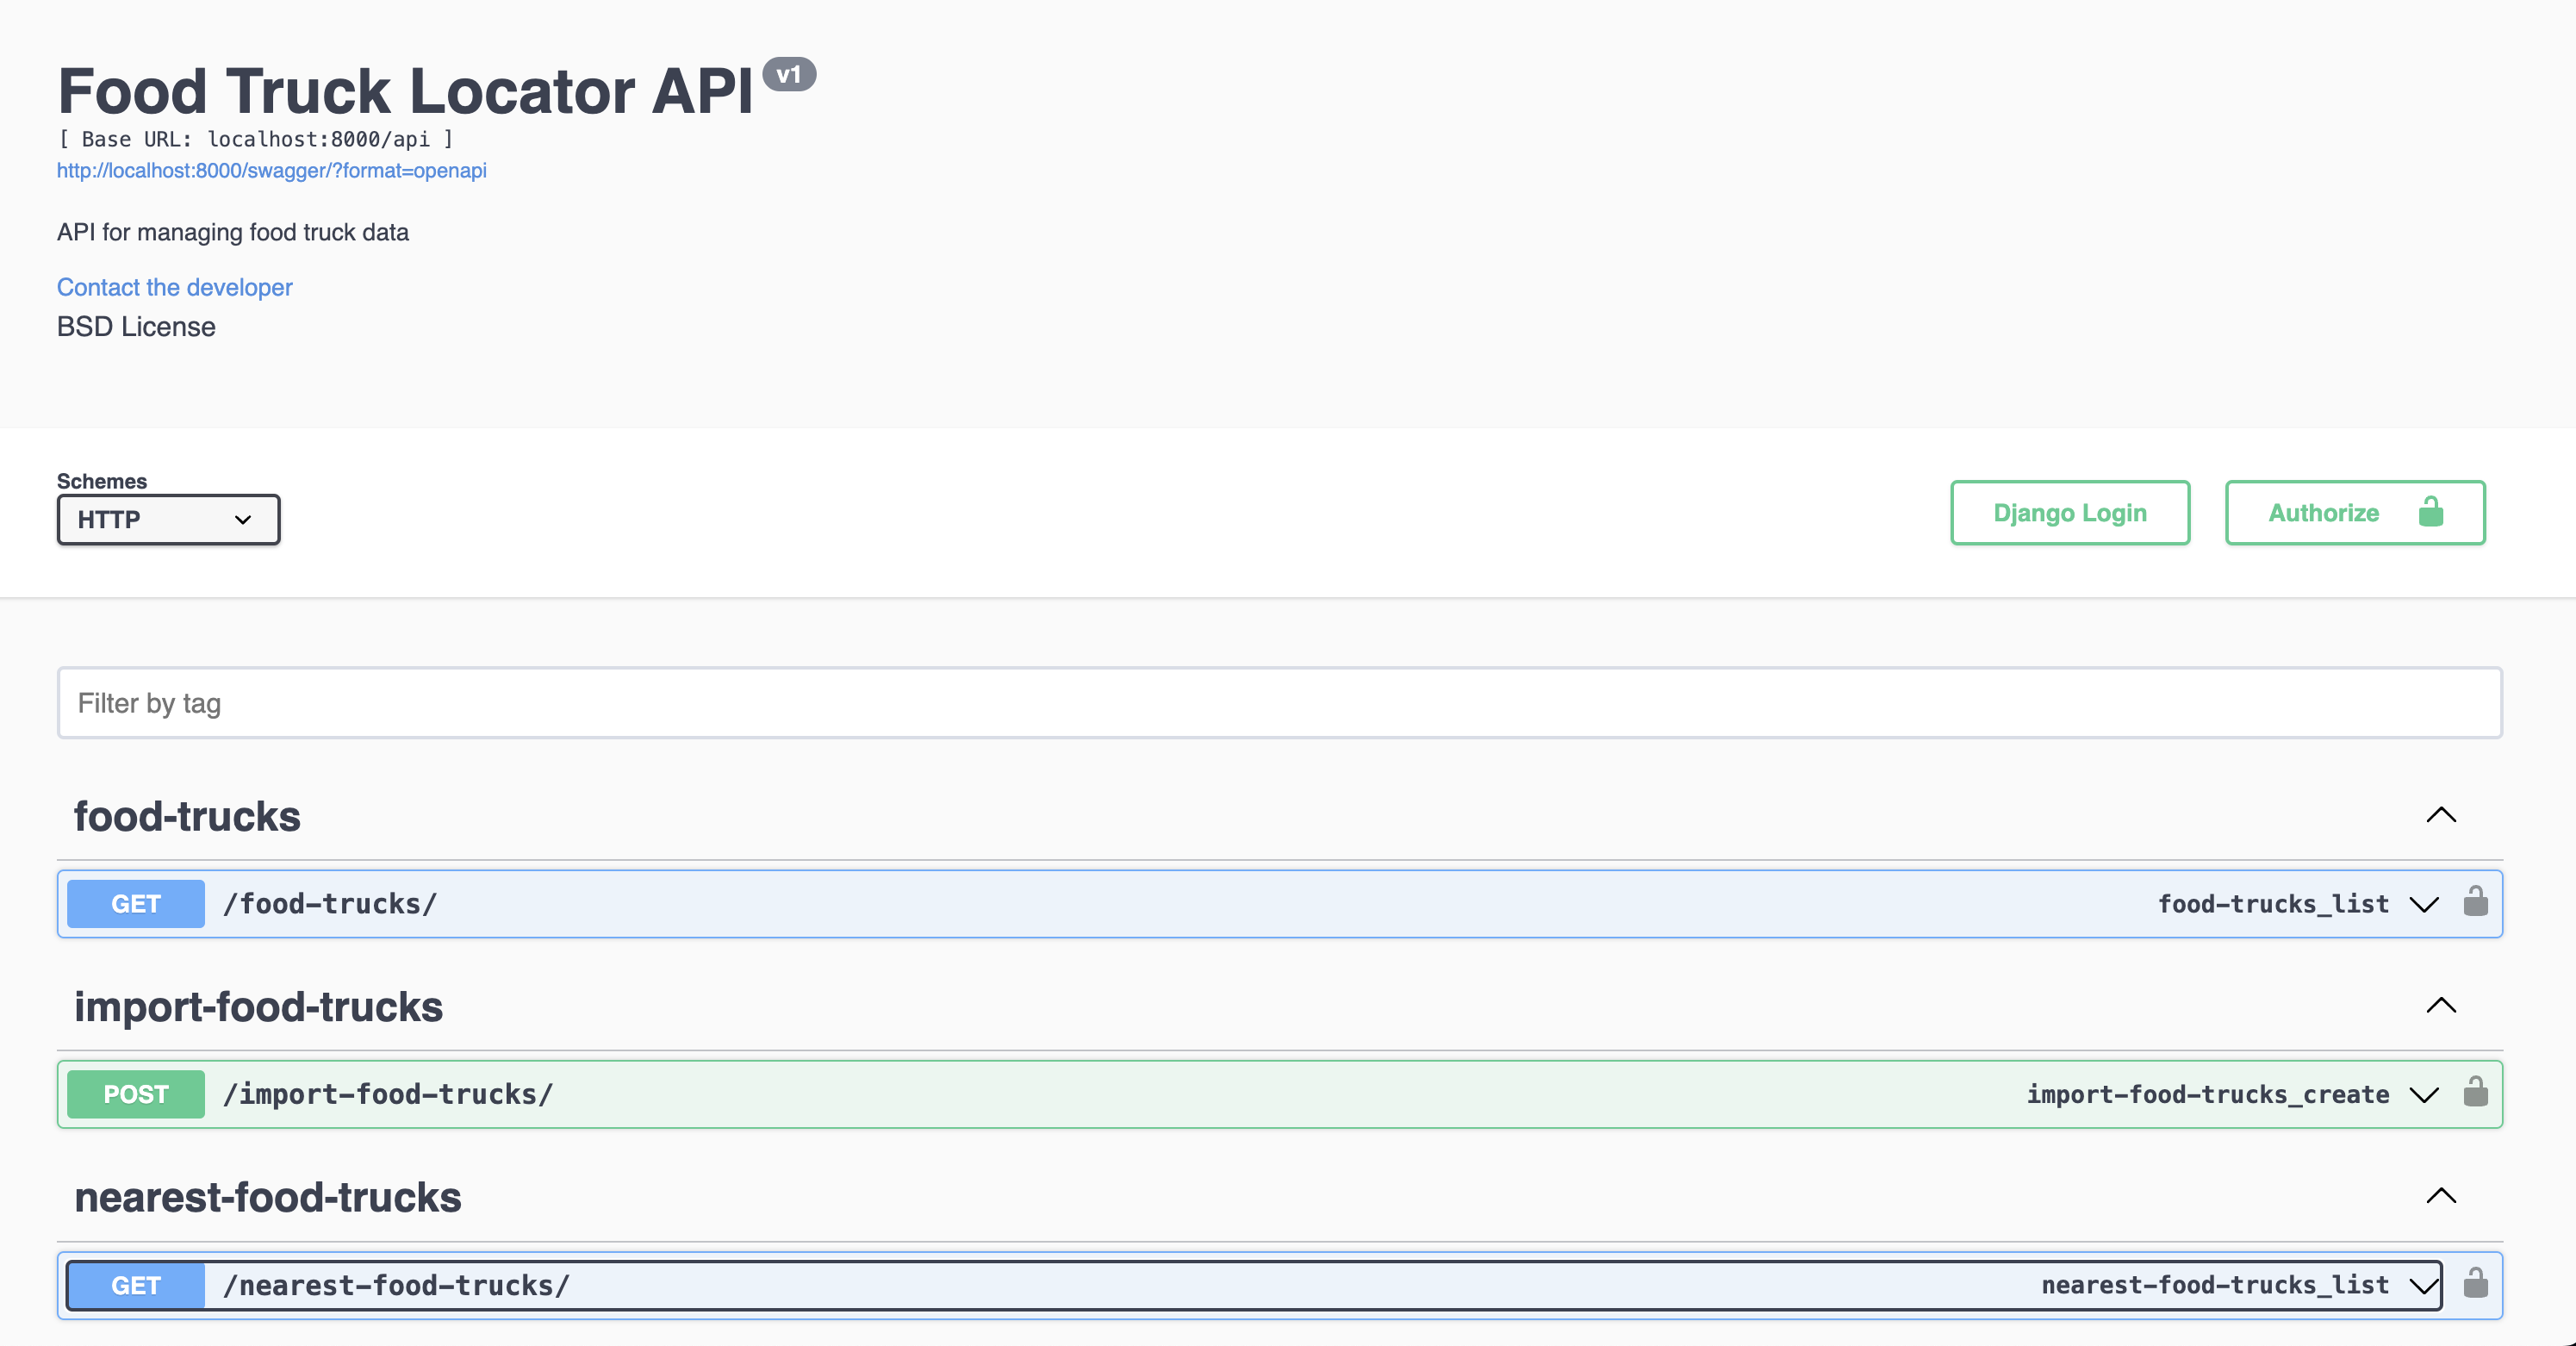 Food Truck Locator API v1
[ Base URL: localhost:8000/api ]
http://localhost:8000/swagger/?format=openapi
API for managing food truck data
Contact the developer
BSD License
Schemes
HTTP
Django Login
Authorize
Filter by tag
food-trucks
GET /food-trucks/ food-trucks_list
import-food-trucks
POST /import-food-trucks/ import-food-trucks_create
nearest-food-trucks
GET /nearest-food-trucks/ nearest-food-trucks_list